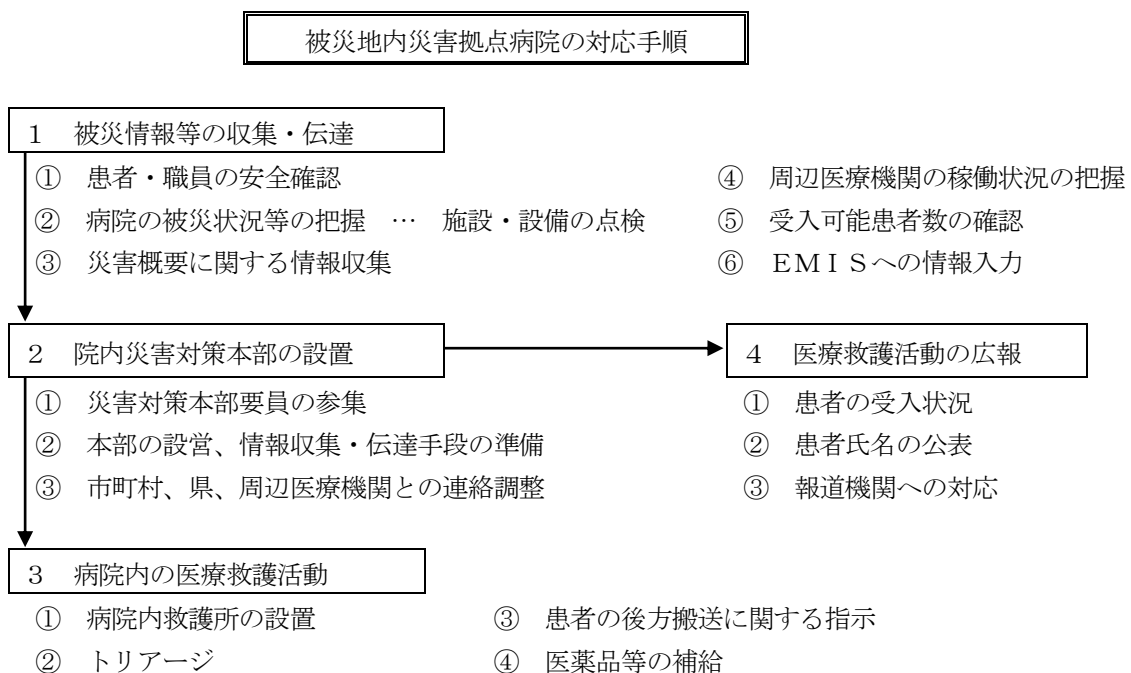 被災地内災害拠点病院の対応手順
１　被災情報等の収集・伝達
①　患者・職員の安全確認
②　病院の被災状況等の把握　…　施設・設備の点検
③　災害概要に関する情報収集
④　周辺医療機関の稼働状況の把握
⑤　受入可能患者数の確認
⑥　ＥＭＩＳへの情報入力
２　院内災害対策本部の設置
①　災害対策本部要員の参集
②　本部の設営、情報収集・伝達手段の準備
③　市町村、県、周辺医療機関との連絡調整
４　医療救護活動の広報
①　患者の受入状況
②　患者氏名の公表
③　報道機関への対応
３　病院内の医療救護活動
①　病院内救護所の設置
②　トリアージ
③　患者の後方搬送に関する指示
④　医薬品等の補給